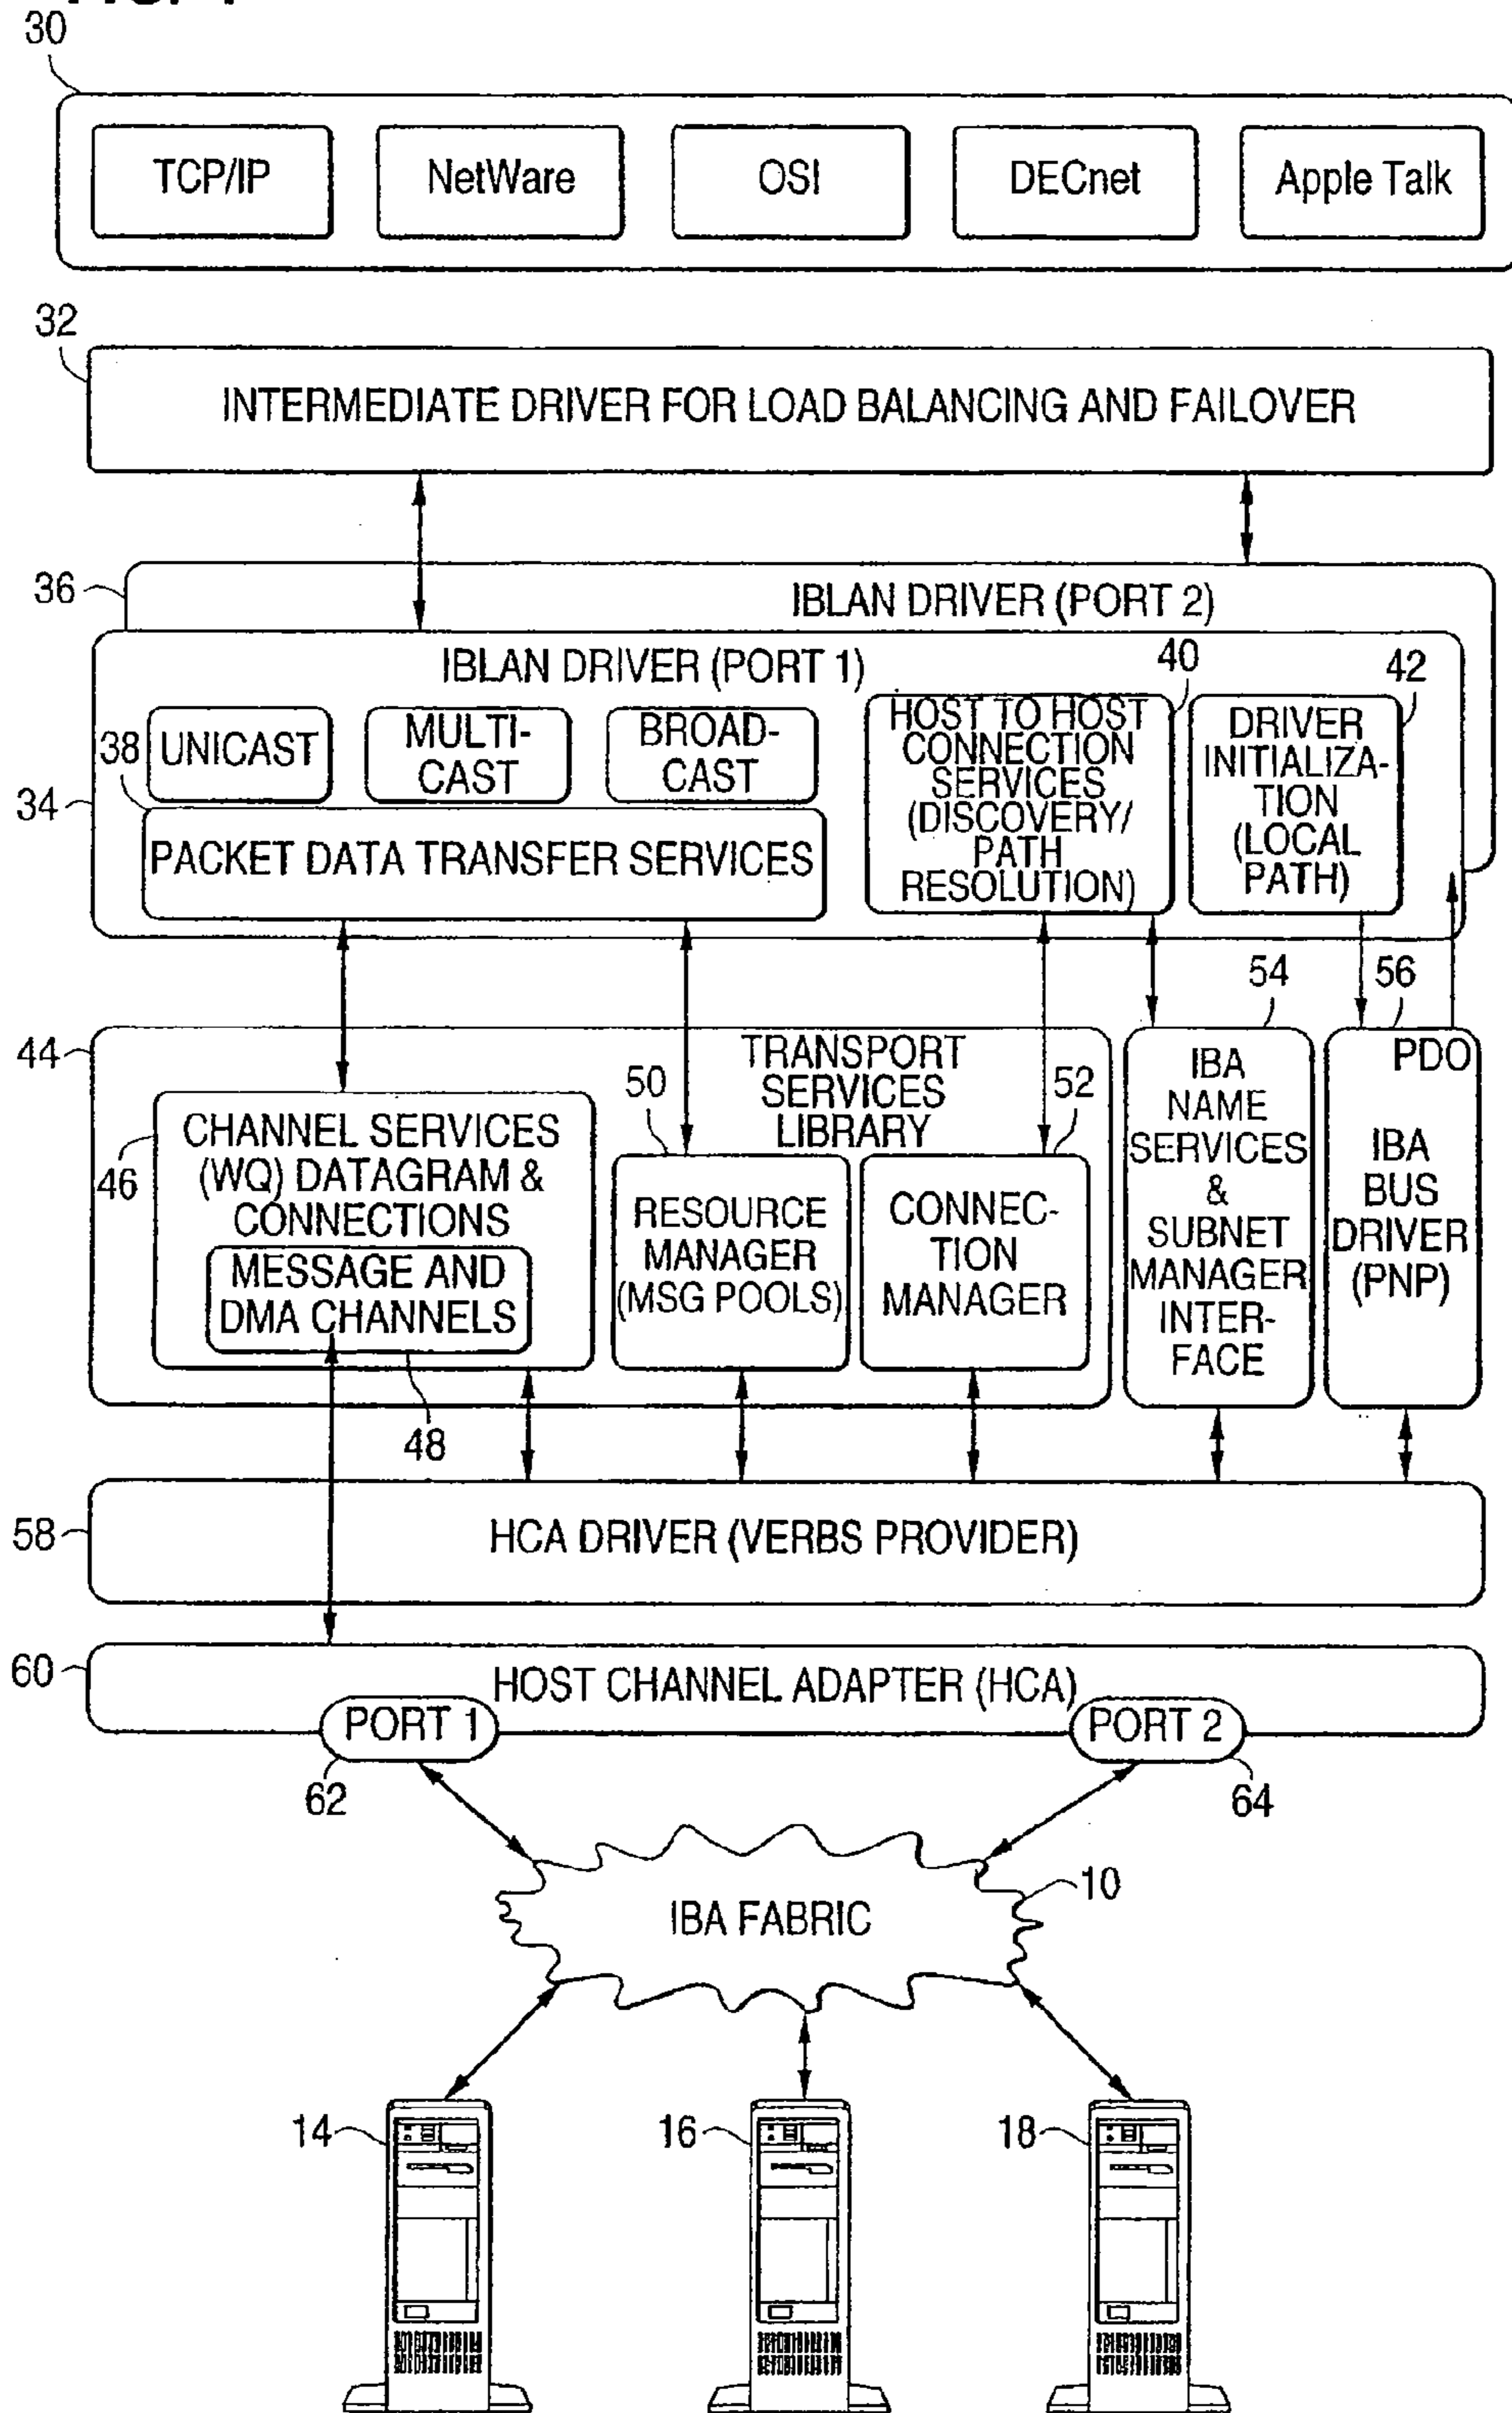 30
TCP/IP
NetWare
OSI
DECnet
Apple Talk
32
INTERMEDIATE DRIVER FOR LOAD BALANCING AND FAILOVER
36
IBLAN DRIVER (PORT 2)
34
IBLAN DRIVER (PORT 1)
UNICAST
MULTI-
CAST
BROAD-
CAST
38
PACKET DATA TRANSFER SERVICES
40
HOST TO HOST
CONNECTION
SERVICES
(DISCOVERY/
PATH
RESOLUTION)
42
DRIVER
INITIALIZA-
TION
(LOCAL
PATH)
44
TRANSPORT
SERVICES
LIBRARY
46
CHANNEL SERVICES
(WQ) DATAGRAM &
CONNECTIONS
MESSAGE AND
DMA CHANNELS
48
50
RESOURCE
MANAGER
(MSG POOLS)
52
CONNEC-
TION
MANAGER
54
IBA
NAME
SERVICES
&
SUBNET
MANAGER
INTER-
FACE
56
PDO
IBA
BUS
DRIVER
(PNP)
58
HCA DRIVER (VERBS PROVIDER)
60
HOST CHANNEL ADAPTER (HCA)
PORT 1
PORT 2
62
64
IBA FABRIC
10
14
16
18